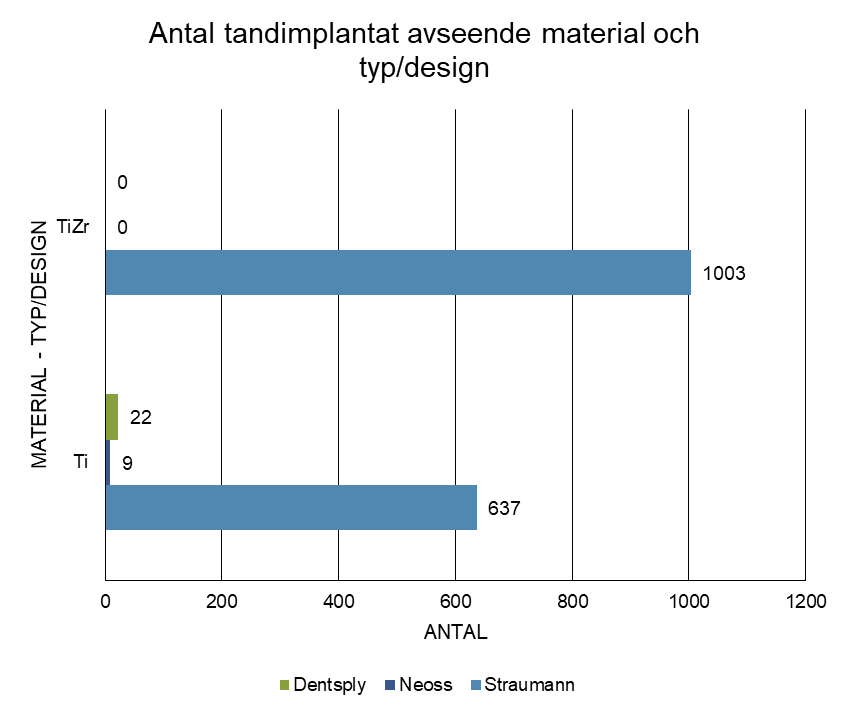 Antal tandimplantat avseende material och
typ/design
MATERIAL - TYP/DESIGN
TiZr
0
0
1003
Ti
22
9
637
0 200 400 600 800 1000 1200
ANTAL
Dentsply Neoss Straumann